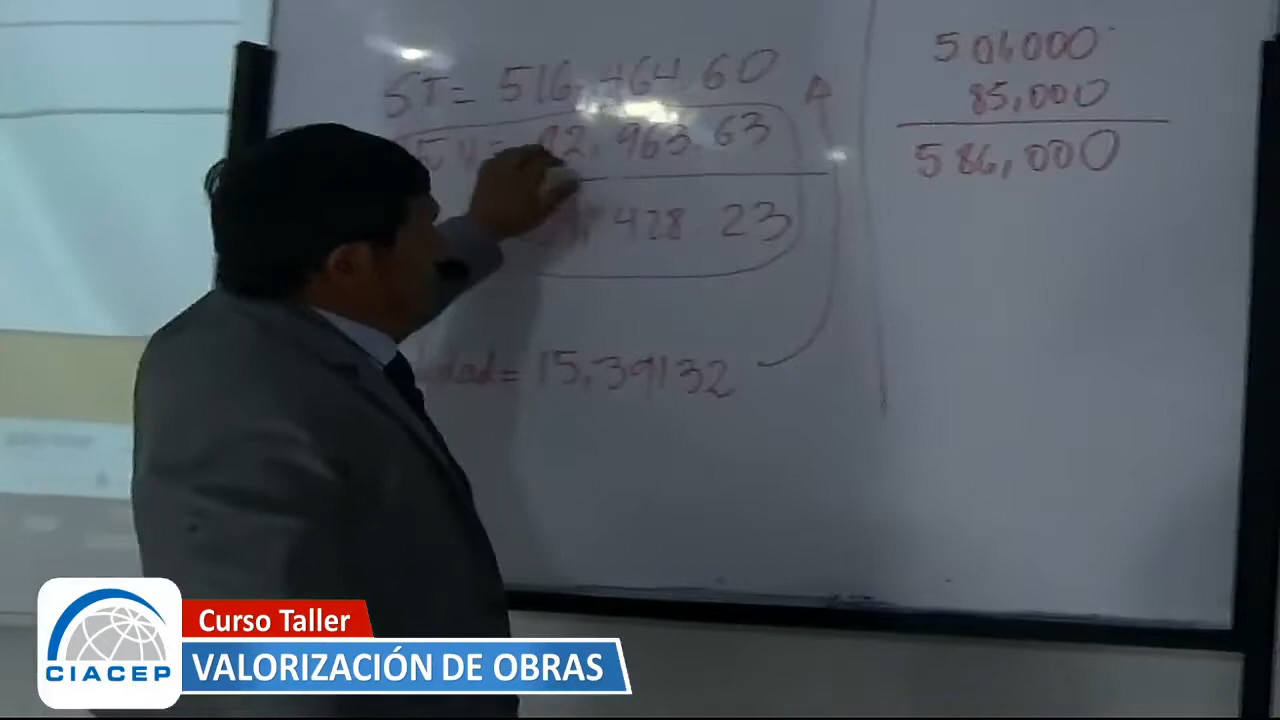 ST= 516,464.60
92,963.63
428 23
15,39132
504000
85,000
586,000
Curso Taller
VALORIZACIÓN DE OBRAS
CIACEP